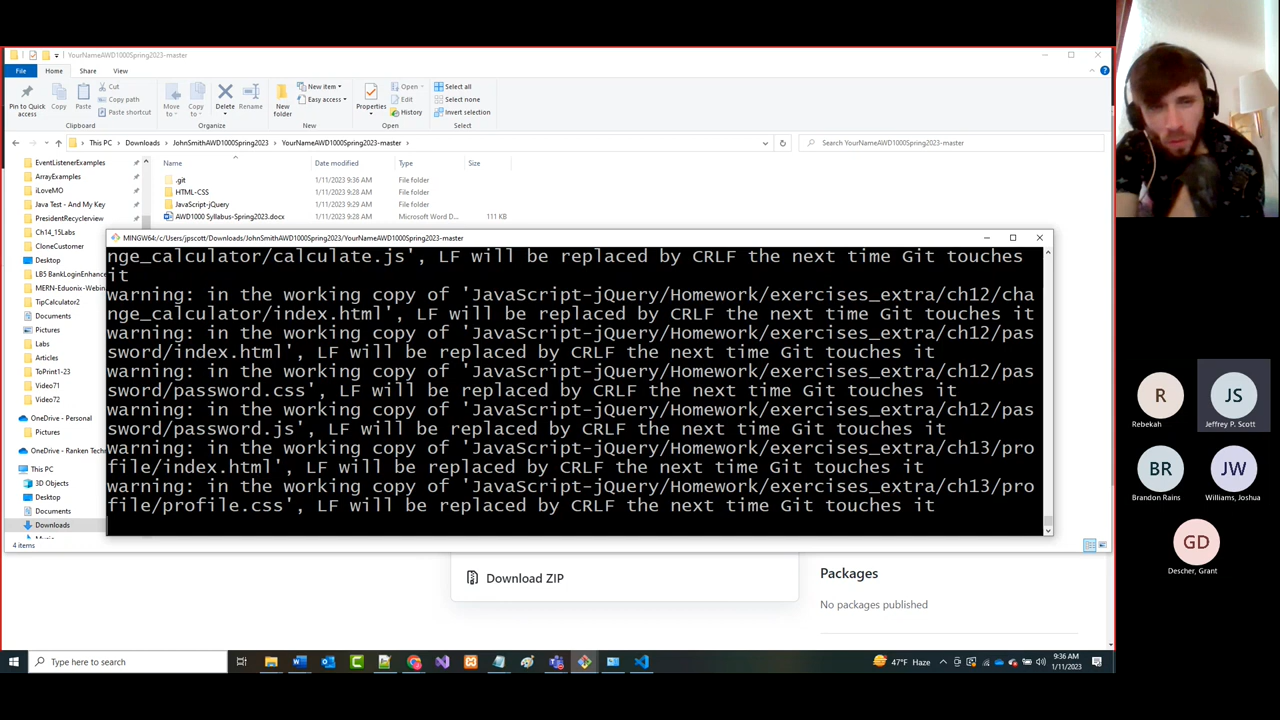 YourNameAWD1000Spring2023-master
File
Home
Share
View
Pin to Quick
access
Copy
Paste
Cut
Copy path
Paste shortcut
Clipboard
Move
to
Copy
to
Delete
Rename
Organize
New
folder
New item
Easy access
New
Properties
Open
Edit
History
Open
Select all
Select none
Invert selection
Select
This PC
Downloads
JohnSmithAWD1000Spring2023
YourNameAWD1000Spring2023-master
Search YourNameAWD1000Spring2023-master
Name Date modified Type Size
.git 1/11/2023 9:36 AM File folder
HTML-CSS 1/11/2023 9:28 AM File folder
JavaScript-jQuery 1/11/2023 9:29 AM File folder
AWD1000 Syllabus-Spring2023.docx 1/11/2023 9:28 AM Microsoft Word D... 111 KB
EventListenerExamples
ArrayExamples
iLoveMO
Java Test - And My Key
PresidentRecyclerview
Ch14_15Labs
CloneCustomer
Desktop
LB5 BankLoginEnhance
MERN-Eduonix-Webin
TipCalculator2
Documents
Pictures
Labs
Articles
ToPrint1-23
Video71
Video72
OneDrive - Personal
Pictures
OneDrive - Ranken Techni
This PC
3D Objects
Desktop
Documents
Downloads
4 items
MINGW64:/c/Users/jpscott/Downloads/JohnSmithAWD1000Spring2023/YourNameAWD1000Spring2023-master
nge_calculator/calculate.js', LF will be replaced by CRLF the next time Git touches
it
warning: in the working copy of 'JavaScript-jQuery/Homework/exercises_extra/ch12/cha
nge_calculator/index.html', LF will be replaced by CRLF the next time Git touches it
warning: in the working copy of 'JavaScript-jQuery/Homework/exercises_extra/ch12/pas
sword/index.html', LF will be replaced by CRLF the next time Git touches it
warning: in the working copy of 'JavaScript-jQuery/Homework/exercises_extra/ch12/pas
sword/password.css', LF will be replaced by CRLF the next time Git touches it
warning: in the working copy of 'JavaScript-jQuery/Homework/exercises_extra/ch12/pas
sword/password.js', LF will be replaced by CRLF the next time Git touches it
warning: in the working copy of 'JavaScript-jQuery/Homework/exercises_extra/ch13/pro
file/index.html', LF will be replaced by CRLF the next time Git touches it
warning: in the working copy of 'JavaScript-jQuery/Homework/exercises_extra/ch13/pro
file/profile.css', LF will be replaced by CRLF the next time Git touches it
Download ZIP
Packages
No packages published
Type here to search
47°F Haze
9:36 AM
1/11/2023
R
Rebekah
JS
Jeffrey P. Scott
BR
Brandon Rains
JW
Williams, Joshua
GD
Descher, Grant